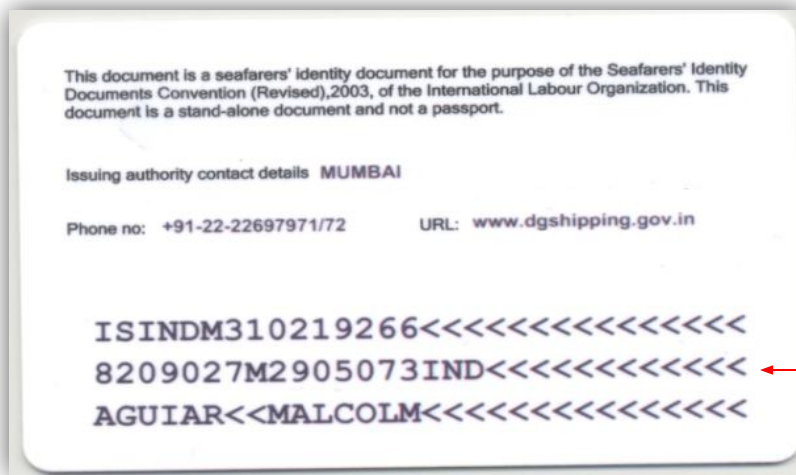 This document is a seafarers' identity document for the purpose of the Seafarers' Identity
Documents Convention (Revised),2003, of the International Labour Organization. This
document is a stand-alone document and not a passport.
Issuing authority contact details MUMBAI
Phone no: +91-22-22697971/72 URL: www.dgshipping.gov.in
ISINDM310219266<<<<<<<<<<<<<<<
8209027M2905073IND<<<<<<<<<<<<
AGUIAR<<MALCOLM<<<<<<<<<<<<<<<